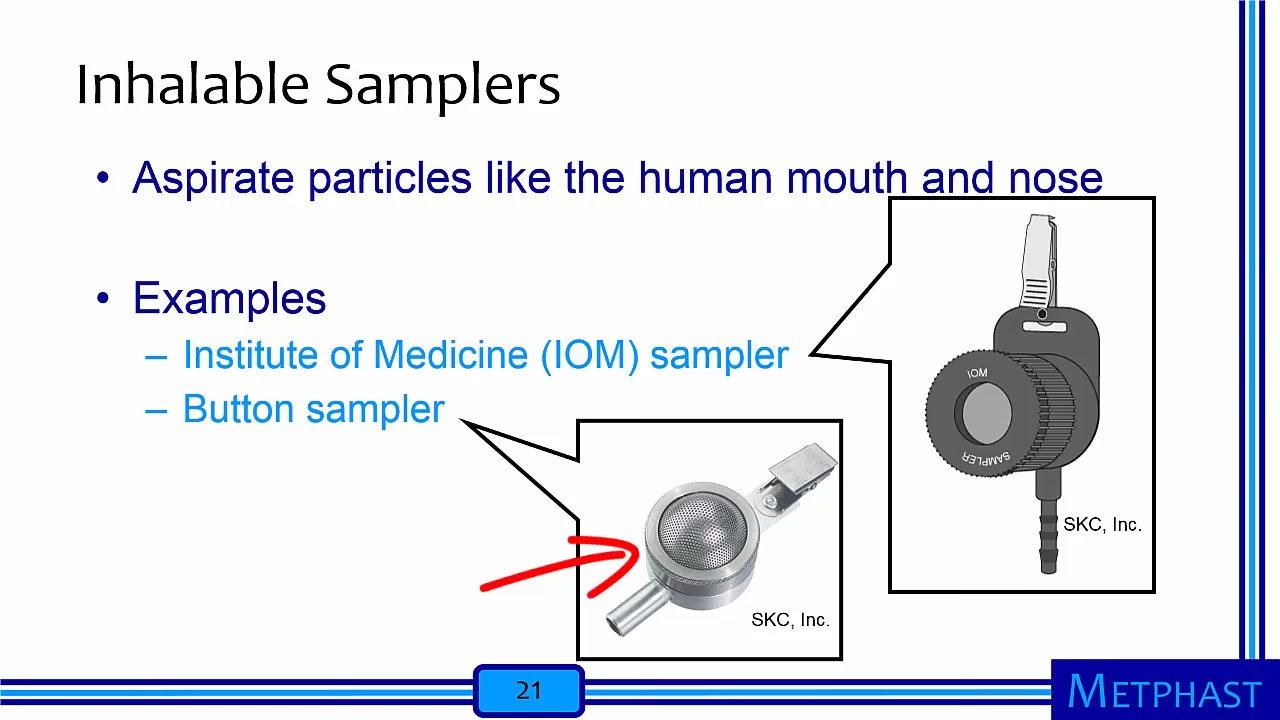 Inhalable Samplers
• Aspirate particles like the human mouth and nose
• Examples
– Institute of Medicine (IOM) sampler
– Button sampler
IOM
SAMPLER
SKC, Inc.
SKC, Inc.
21
METPHAST